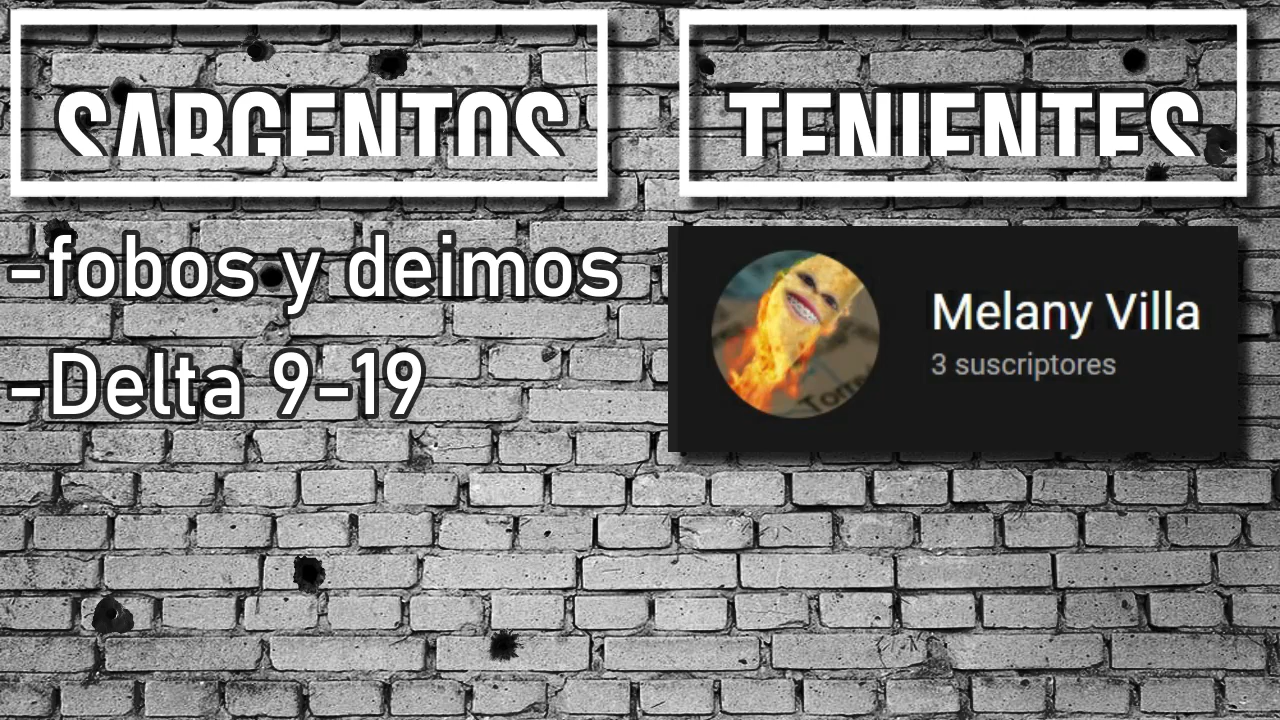 SARGENTOS
-fobos y deimos
-Delta 9-19
TENIENTES
Melany Villa
3 suscriptores